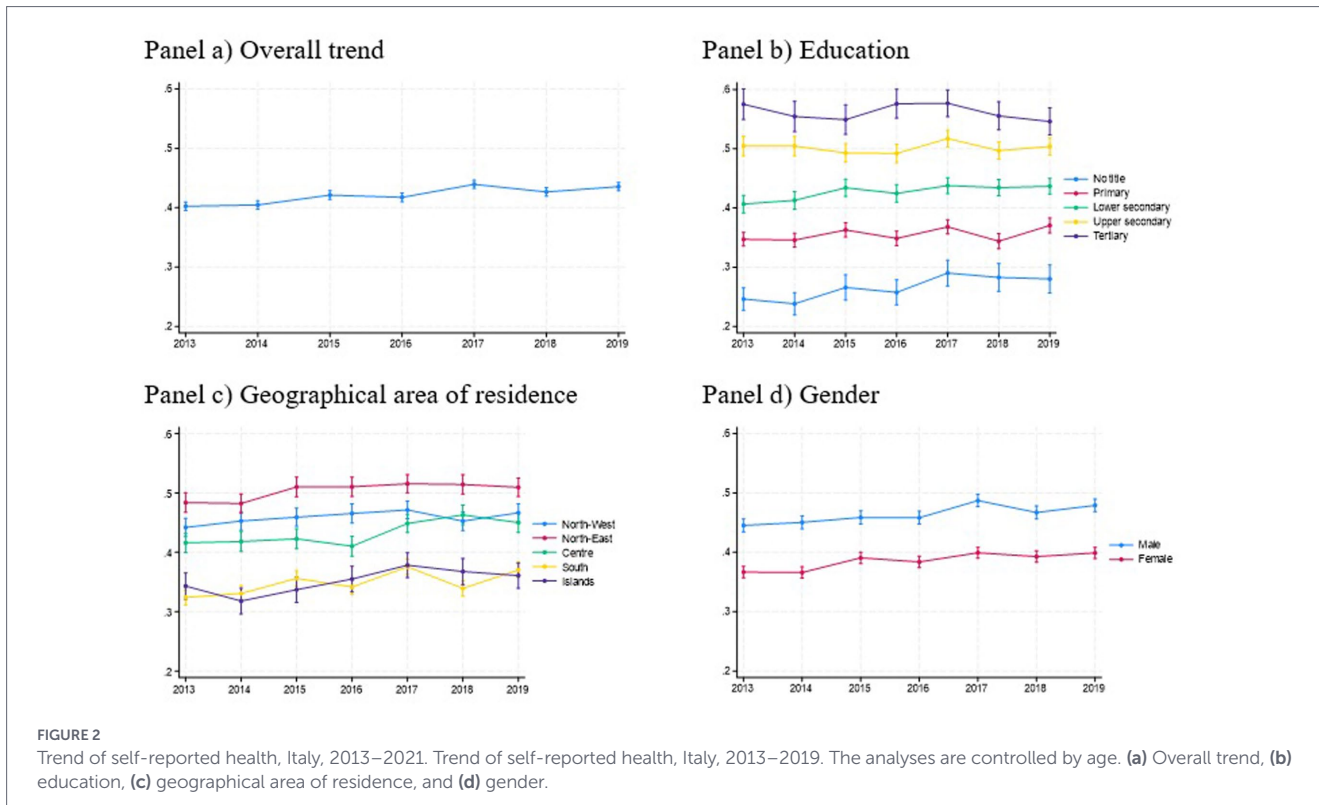 Panel a) Overall trend
.6
.5
.4
.3
.2
2013 2014 2015 2016 2017 2018 2019
Panel b) Education
.6
.5
.4
.3
.2
2013 2014 2015 2016 2017 2018 2019
No title
Primary
Lower secondary
Upper secondary
Tertiary
Panel c) Geographical area of residence
.6
.5
.4
.3
.2
2013 2014 2015 2016 2017 2018 2019
North-West
North-East
Centre
South
Islands
Panel d) Gender
.6
.5
.4
.3
.2
2013 2014 2015 2016 2017 2018 2019
Male
Female
FIGURE 2
Trend of self-reported health, Italy, 2013–2021. Trend of self-reported health, Italy, 2013–2019. The analyses are controlled by age. (a) Overall trend, (b)
education, (c) geographical area of residence, and (d) gender.